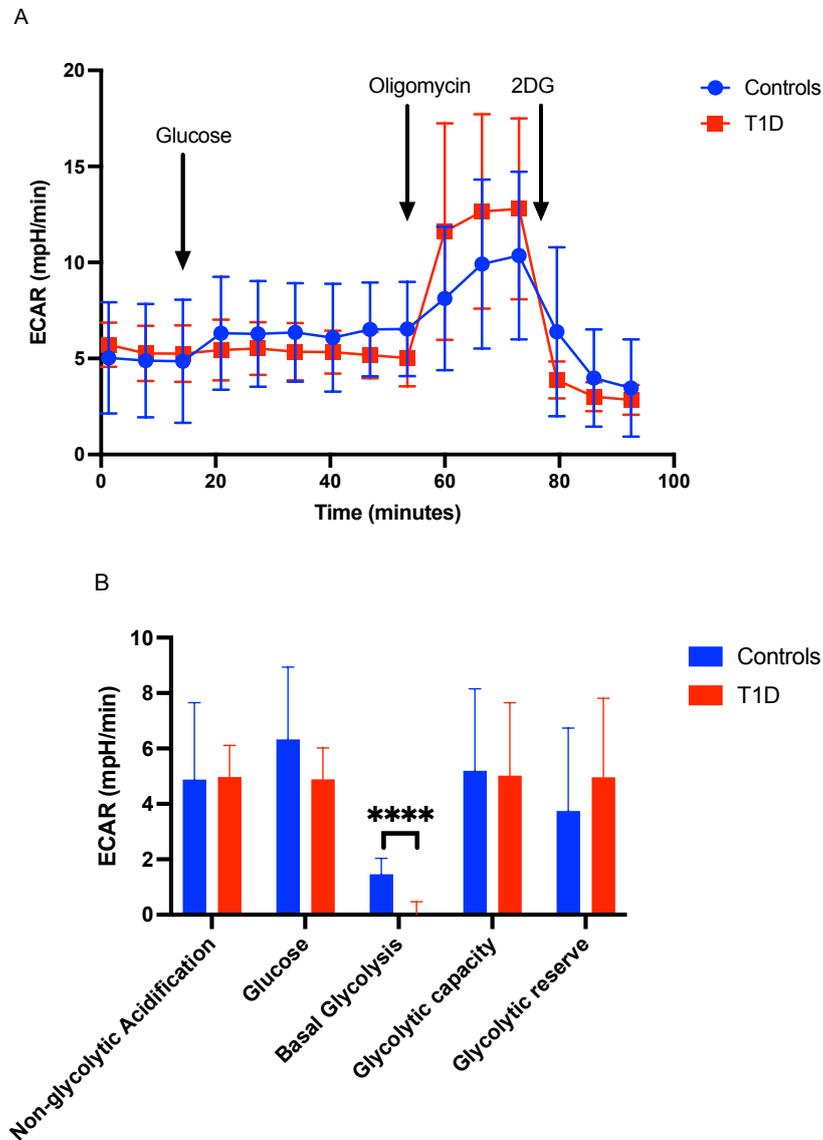 A
20
15
10
5
0
ECAR (mpH/min)
Glucose
Oligomycin
2DG
Controls
T1D
0 20 40 60 80 100
Time (minutes)
B
10
8
6
4
2
0
ECAR (mpH/min)
****
Controls
T1D
Non-glycolytic Acidification
Glucose
Basal Glycolysis
Glycolytic capacity
Glycolytic reserve